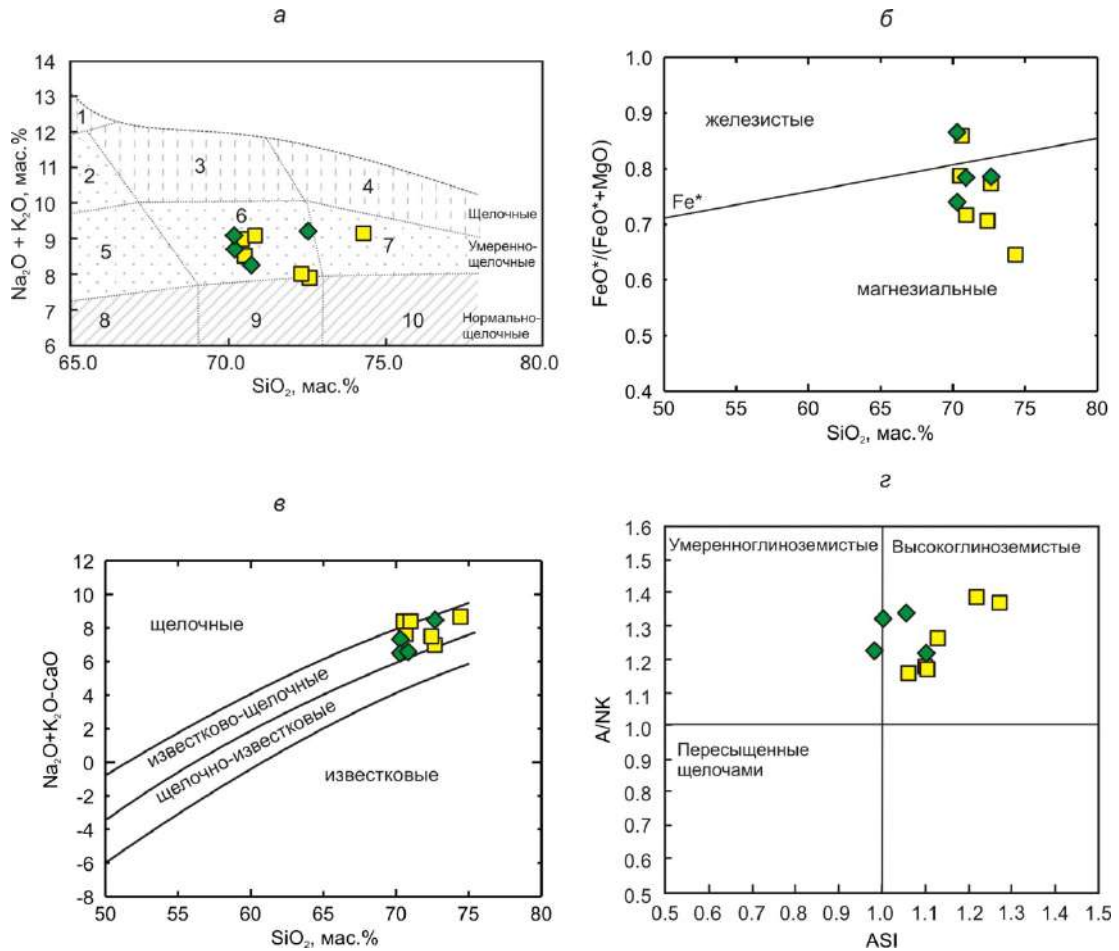 а
14
13
12
11
10
9
8
7
6
Na₂O + K₂O, мас.%
1
2
3
4
5
6
7
8
9
10
Щелочные
Умеренно-
щелочные
Нормально-
щелочные
65.0
70.0
75.0
80.0
SiO₂, мас.%
б
1.0
0.9
0.8
0.7
0.6
0.5
0.4
FeO*/(FeO*+MgO)
железистые
Fe*
магнезиальные
50
55
60
65
70
75
80
SiO₂, мас.%
в
12
10
8
6
4
2
0
-2
-4
-6
-8
Na₂O+K₂O-CaO
щелочные
известково-щелочные
щелочно-известковые
известковые
50
55
60
65
70
75
80
SiO₂, мас.%
г
1.6
1.5
1.4
1.3
1.2
1.1
1.0
0.9
0.8
0.7
0.6
0.5
A/NK
Умеренноглиноземистые
Высокоглиноземистые
Пересыщенные
щелочами
0.5
0.6
0.7
0.8
0.9
1.0
1.1
1.2
1.3
1.4
1.5
ASI